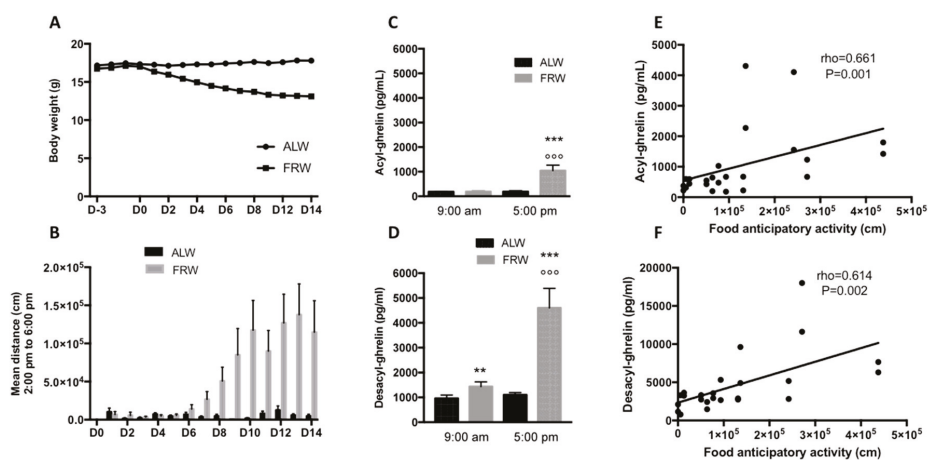 A
Body weight (g)
20
15
10
5
0
ALW
FRW
D-3 D0 D2 D4 D6 D8 D12 D14
B
ALW
FRW
Mean distance (cm)
2:00 pm to 6:00 pm
2.0×10⁵
1.5×10⁵
1.0×10⁵
5.0×10⁴
0.0
D0 D2 D4 D6 D8 D10 D12 D14
C
ALW
FRW
Acyl-ghrelin (pg/mL)
6000
5000
4000
3000
2000
1000
0
***
°°°
9:00 am 5:00 pm
D
ALW
FRW
Desacyl-ghrelin (pg/ml)
6000
5000
4000
3000
2000
1000
0
**
***
°°°
9:00 am 5:00 pm
E
rho=0.661
P=0.001
Acyl-ghrelin (pg/mL)
5000
4000
3000
2000
1000
0
0 1×10⁵ 2×10⁵ 3×10⁵ 4×10⁵ 5×10⁵
Food anticipatory activity (cm)
F
rho=0.614
P=0.002
Desacyl-ghrelin (pg/ml)
20000
15000
10000
5000
0
0 1×10⁵ 2×10⁵ 3×10⁵ 4×10⁵ 5×10⁵
Food anticipatory activity (cm)